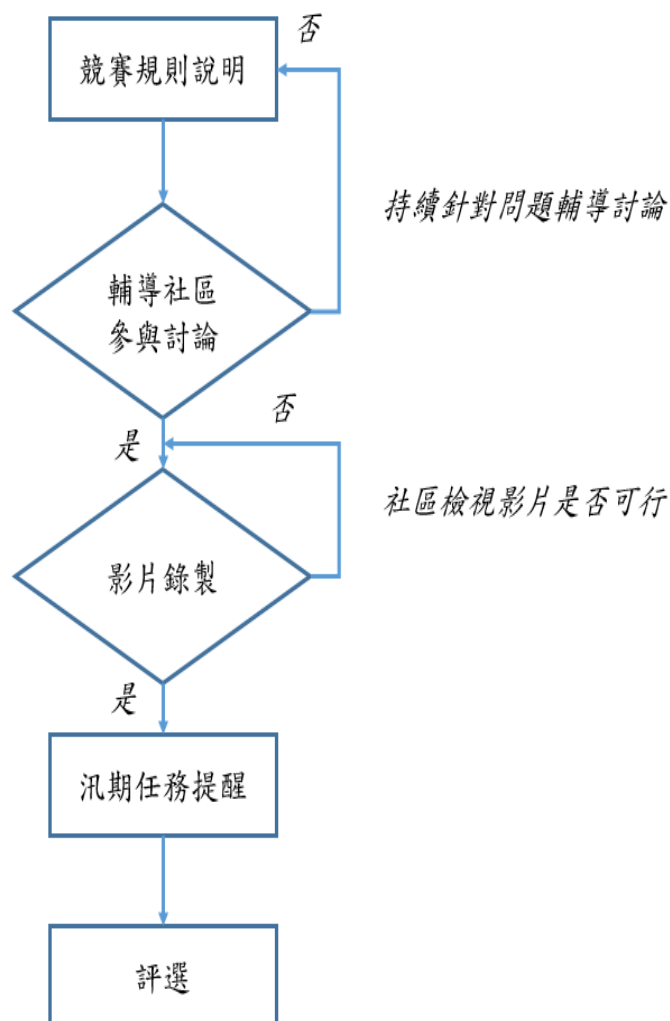 否
競賽規則說明
持續針對問題輔導討論
輔導社區
參與討論
否
是
社區檢視影片是否可行
影片錄製
是
汛期任務提醒
評選